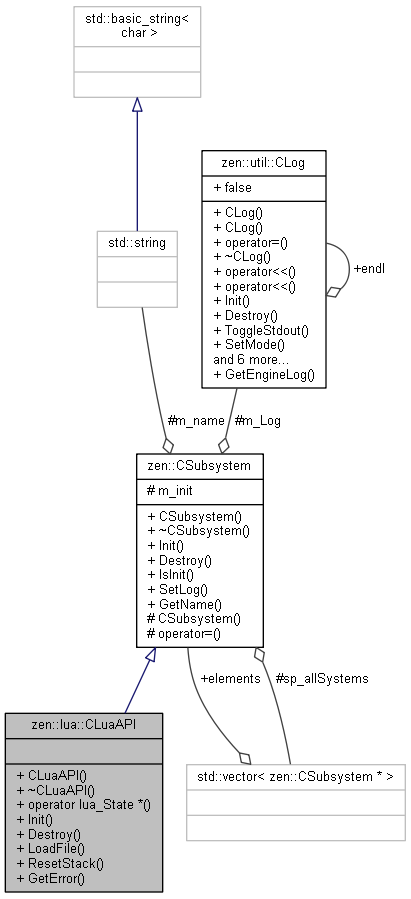 std::basic_string<
char >
zen::util::CLog
+ false
+ CLog()
+ CLog()
+ operator=()
+ ~CLog()
+ operator<<()
+ operator<<()
+ Init()
+ Destroy()
+ ToggleStdout()
+ SetMode()
and 6 more...
+ GetEngineLog()
+endl
std::string
#m_name
#m_Log
zen::CSubsystem
# m_init
+ CSubsystem()
+ ~CSubsystem()
+ Init()
+ Destroy()
+ IsInit()
+ SetLog()
+ GetName()
# CSubsystem()
# operator=()
+elements
#sp_allSystems
zen::lua::CLuaAPI
+ CLuaAPI()
+ ~CLuaAPI()
+ operator lua_State *()
+ Init()
+ Destroy()
+ LoadFile()
+ ResetStack()
+ GetError()
std::vector< zen::CSubsystem * >